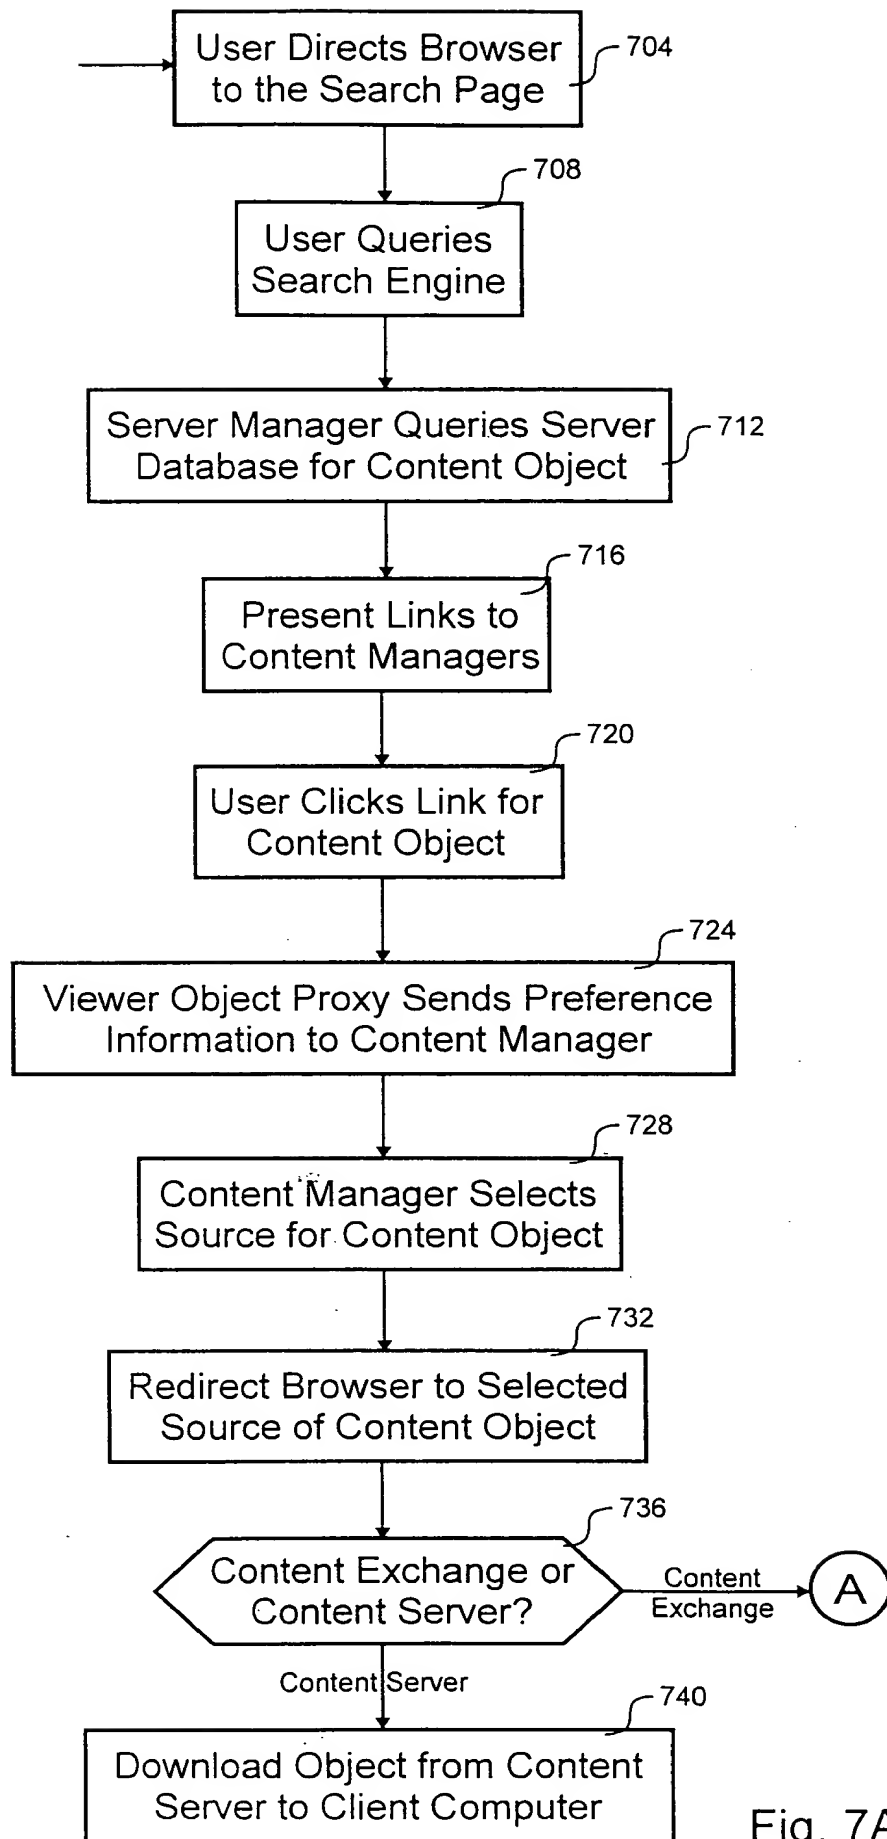 User Directs Browser
to the Search Page
704
708
User Queries
Search Engine
Server Manager Queries Server
Database for Content Object
712
716
Present Links to
Content Managers
720
User Clicks Link for
Content Object
724
Viewer Object Proxy Sends Preference
Information to Content Manager
728
Content Manager Selects
Source for Content Object
732
Redirect Browser to Selected
Source of Content Object
736
Content Exchange or
Content Server?
Content
Exchange
A
Content Server
740
Download Object from Content
Server to Client Computer
Fig. 7A